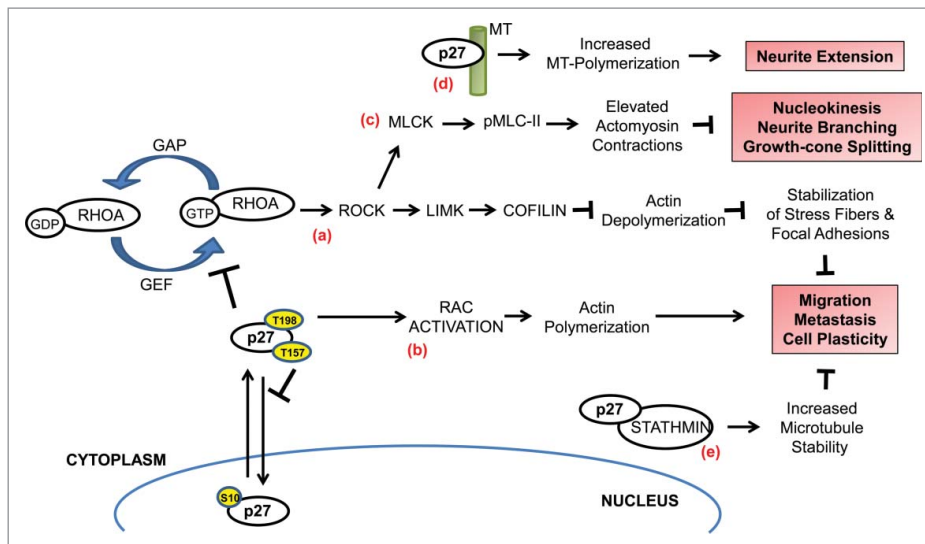 MT
p27
(d)
Increased
MT-Polymerization
Neurite Extension
(c)
MLCK
pMLC-II
Elevated
Actomyosin
Contractions
Nucleokinesis
Neurite Branching
Growth-cone Splitting
GAP
GDP
RHOA
GTP
RHOA
GEF
(a)
ROCK
LIMK
COFILIN
Actin
Depolymerization
Stabilization
of Stress Fibers &
Focal Adhesions
T198
p27
T157
RAC
ACTIVATION
(b)
Actin
Polymerization
Migration
Metastasis
Cell Plasticity
p27
STATHMIN
(e)
Increased
Microtubule
Stability
CYTOPLASM
S10
p27
NUCLEUS